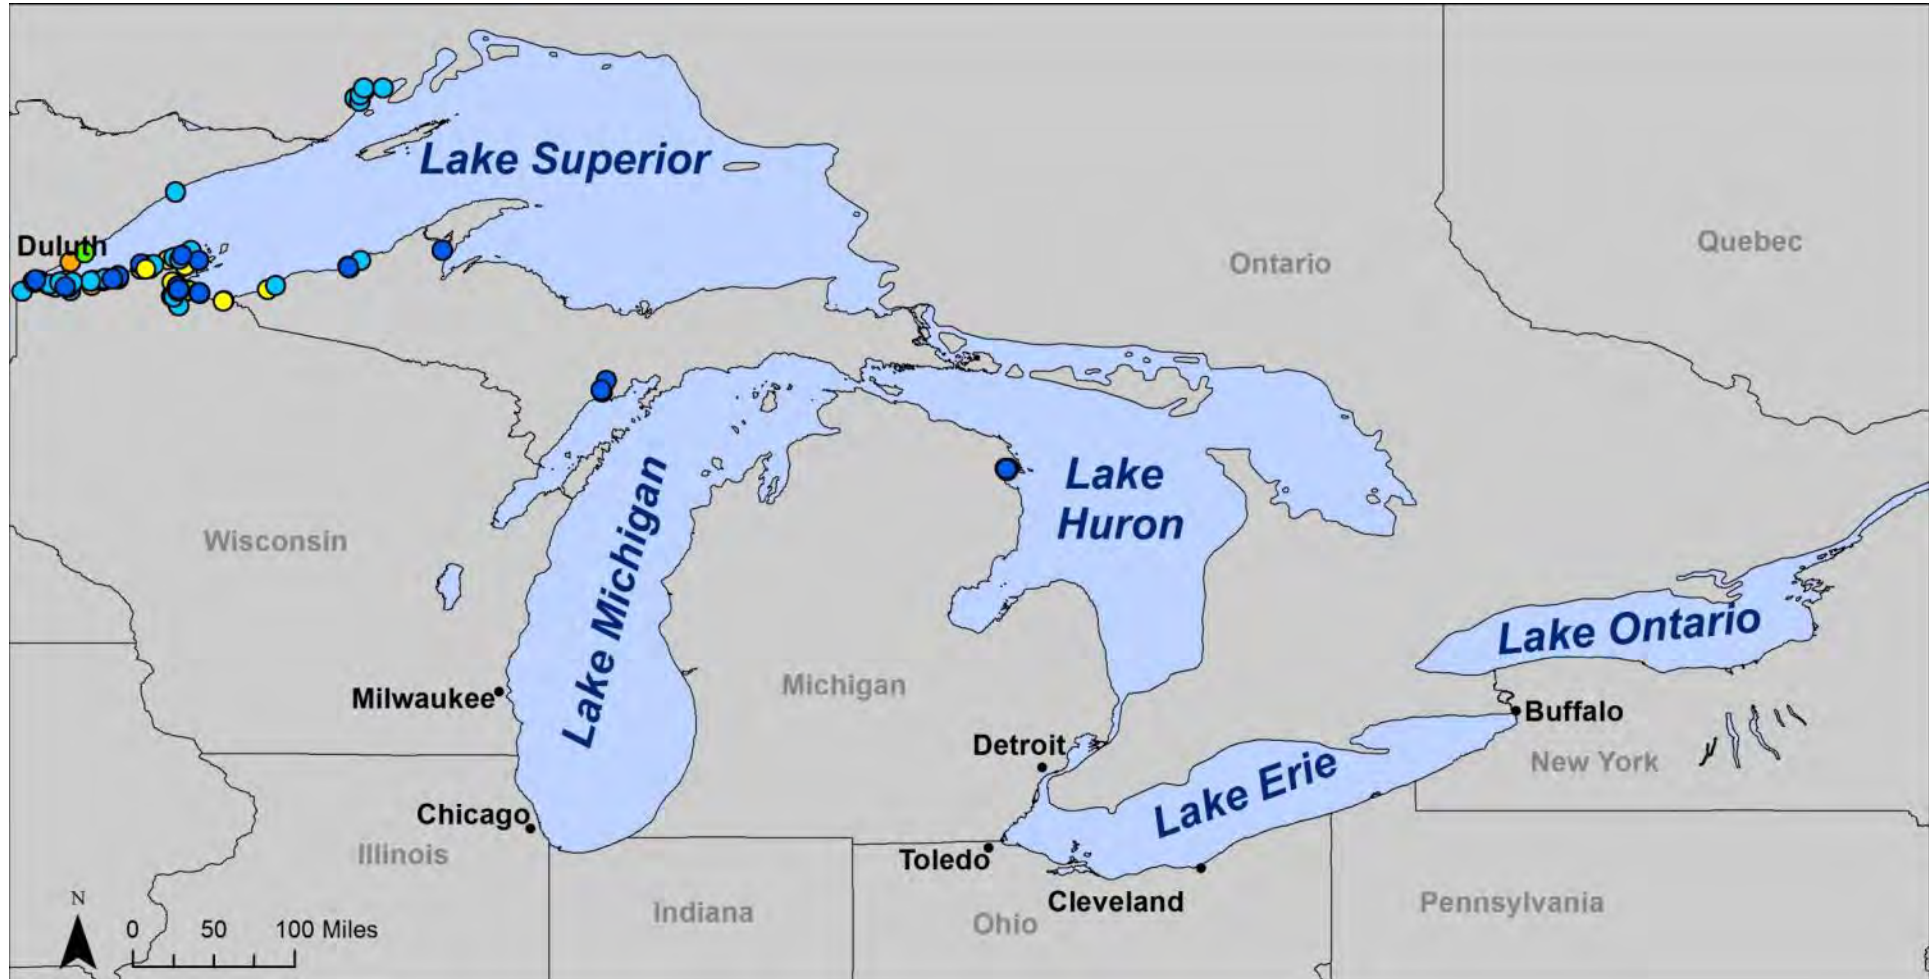 Lake Superior
Duluth
Quebec
Ontario
Lake
Huron
Wisconsin
Lake Michigan
Lake Ontario
Milwaukee
Michigan
Buffalo
Detroit
New York
Lake Erie
Chicago
Illinois
Toledo
Cleveland
Pennsylvania
Indiana
Ohio
N
0 50 100 Miles